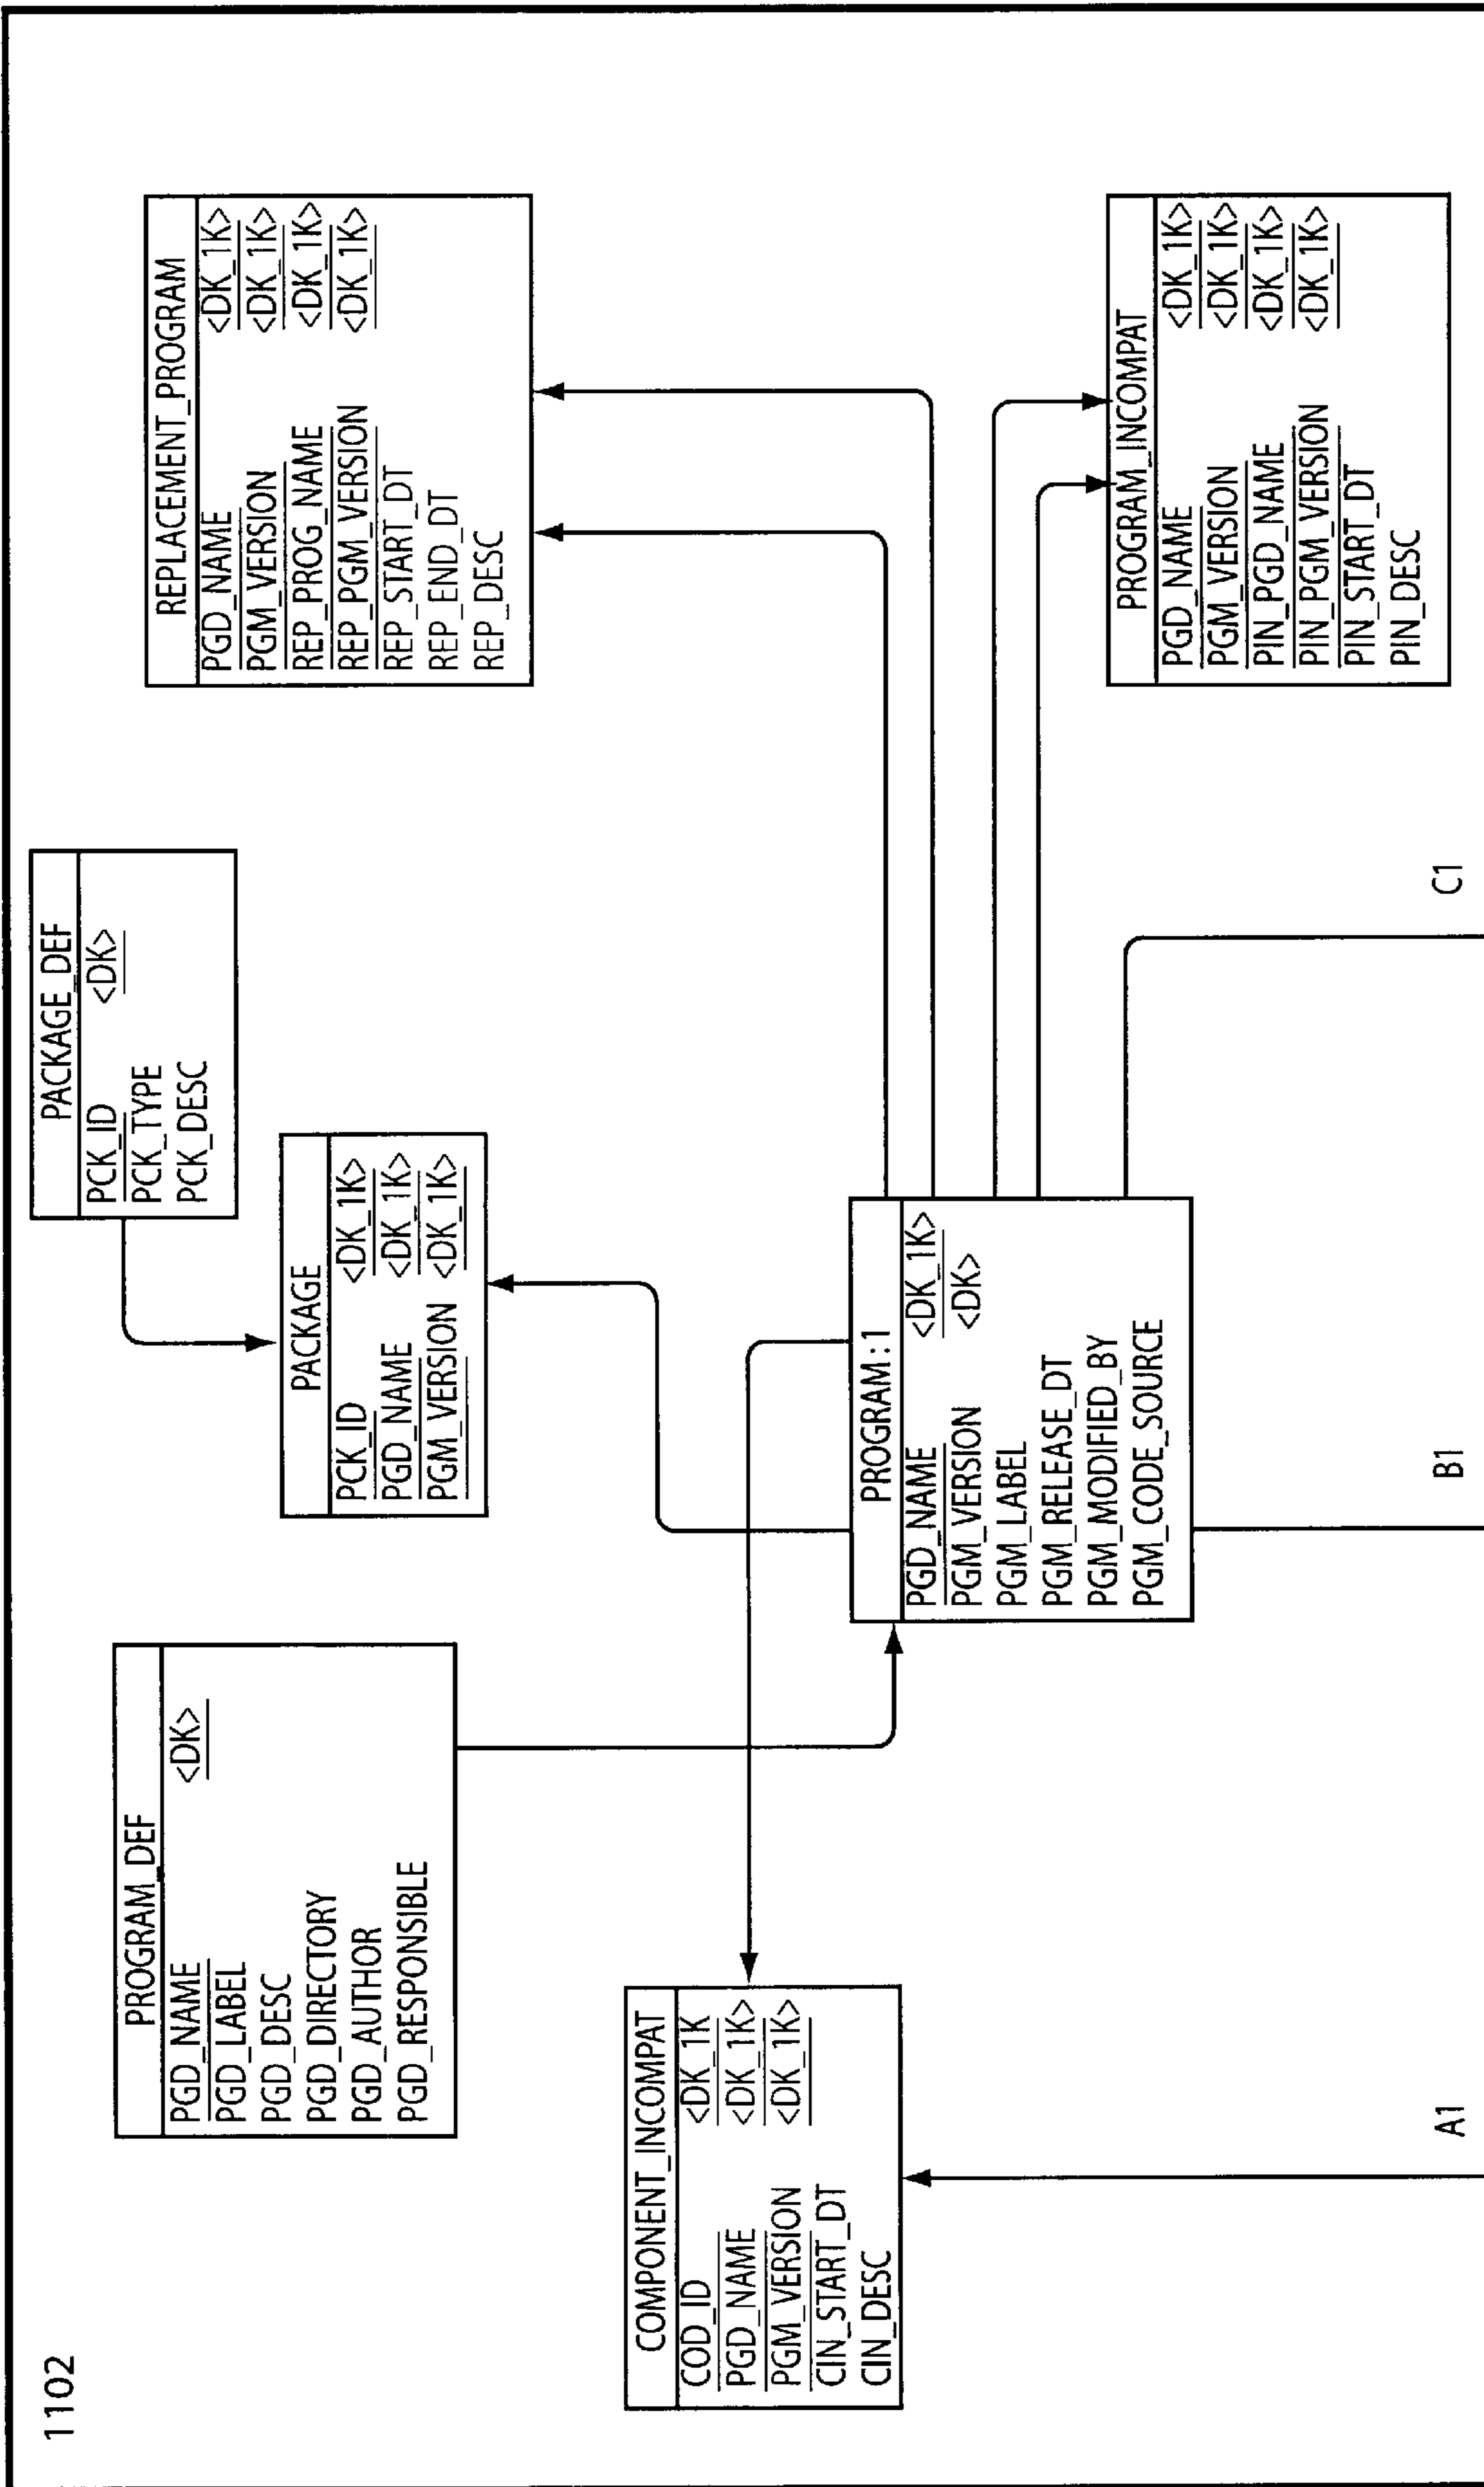 1102
PROGRAM_DEF
PGD_NAME <DK>
PGD_LABEL
PGD_DESC
PGD_DIRECTORY
PGD_AUTHOR
PGD_RESPONSIBLE
PACKAGE_DEF
PCK_ID <DK>
PCK_TYPE
PCK_DESC
PACKAGE
PCK_ID <DK_1K>
PGD_NAME <DK_1K>
PGM_VERSION <DK_1K>
REPLACEMENT_PROGRAM
PGD_NAME <DK_1K>
PGM_VERSION <DK_1K>
REP_PROG_NAME <DK_1K>
REP_PGM_VERSION <DK_1K>
REP_START_DT
REP_END_DT
REP_DESC
COMPONENT_INCOMPAT
COD_ID <DK_1K
PGD_NAME <DK_1K>
PGM_VERSION <DK_1K>
CIN_START_DT
CIN_DESC
PROGRAM:1
PGD_NAME <DK_1K>
PGM_VERSION <DK>
PGM_LABEL
PGM_RELEASE_DT
PGM_MODIFIED_BY
PGM_CODE_SOURCE
PROGRAM_INCOMPAT
PGD_NAME <DK_1K>
PGM_VERSION <DK_1K>
PIN_PGD_NAME <DK_1K>
PIN_PGM_VERSION <DK_1K>
PIN_START_DT
PIN_DESC
A1
B1
C1